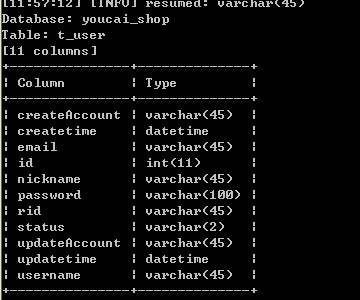 [11:57:12] [INFO] resumed: varchar(45)
Database: youcai_shop
Table: t_user
[11 columns]
+---------------+--------------+
| Column | Type |
+---------------+--------------+
| createAccount | varchar(45) |
| createtime | datetime |
| email | varchar(45) |
| id | int(11) |
| nickname | varchar(45) |
| password | varchar(100) |
| rid | varchar(45) |
| status | varchar(2) |
| updateAccount | varchar(45) |
| updatetime | datetime |
| username | varchar(45) |
+---------------+--------------+